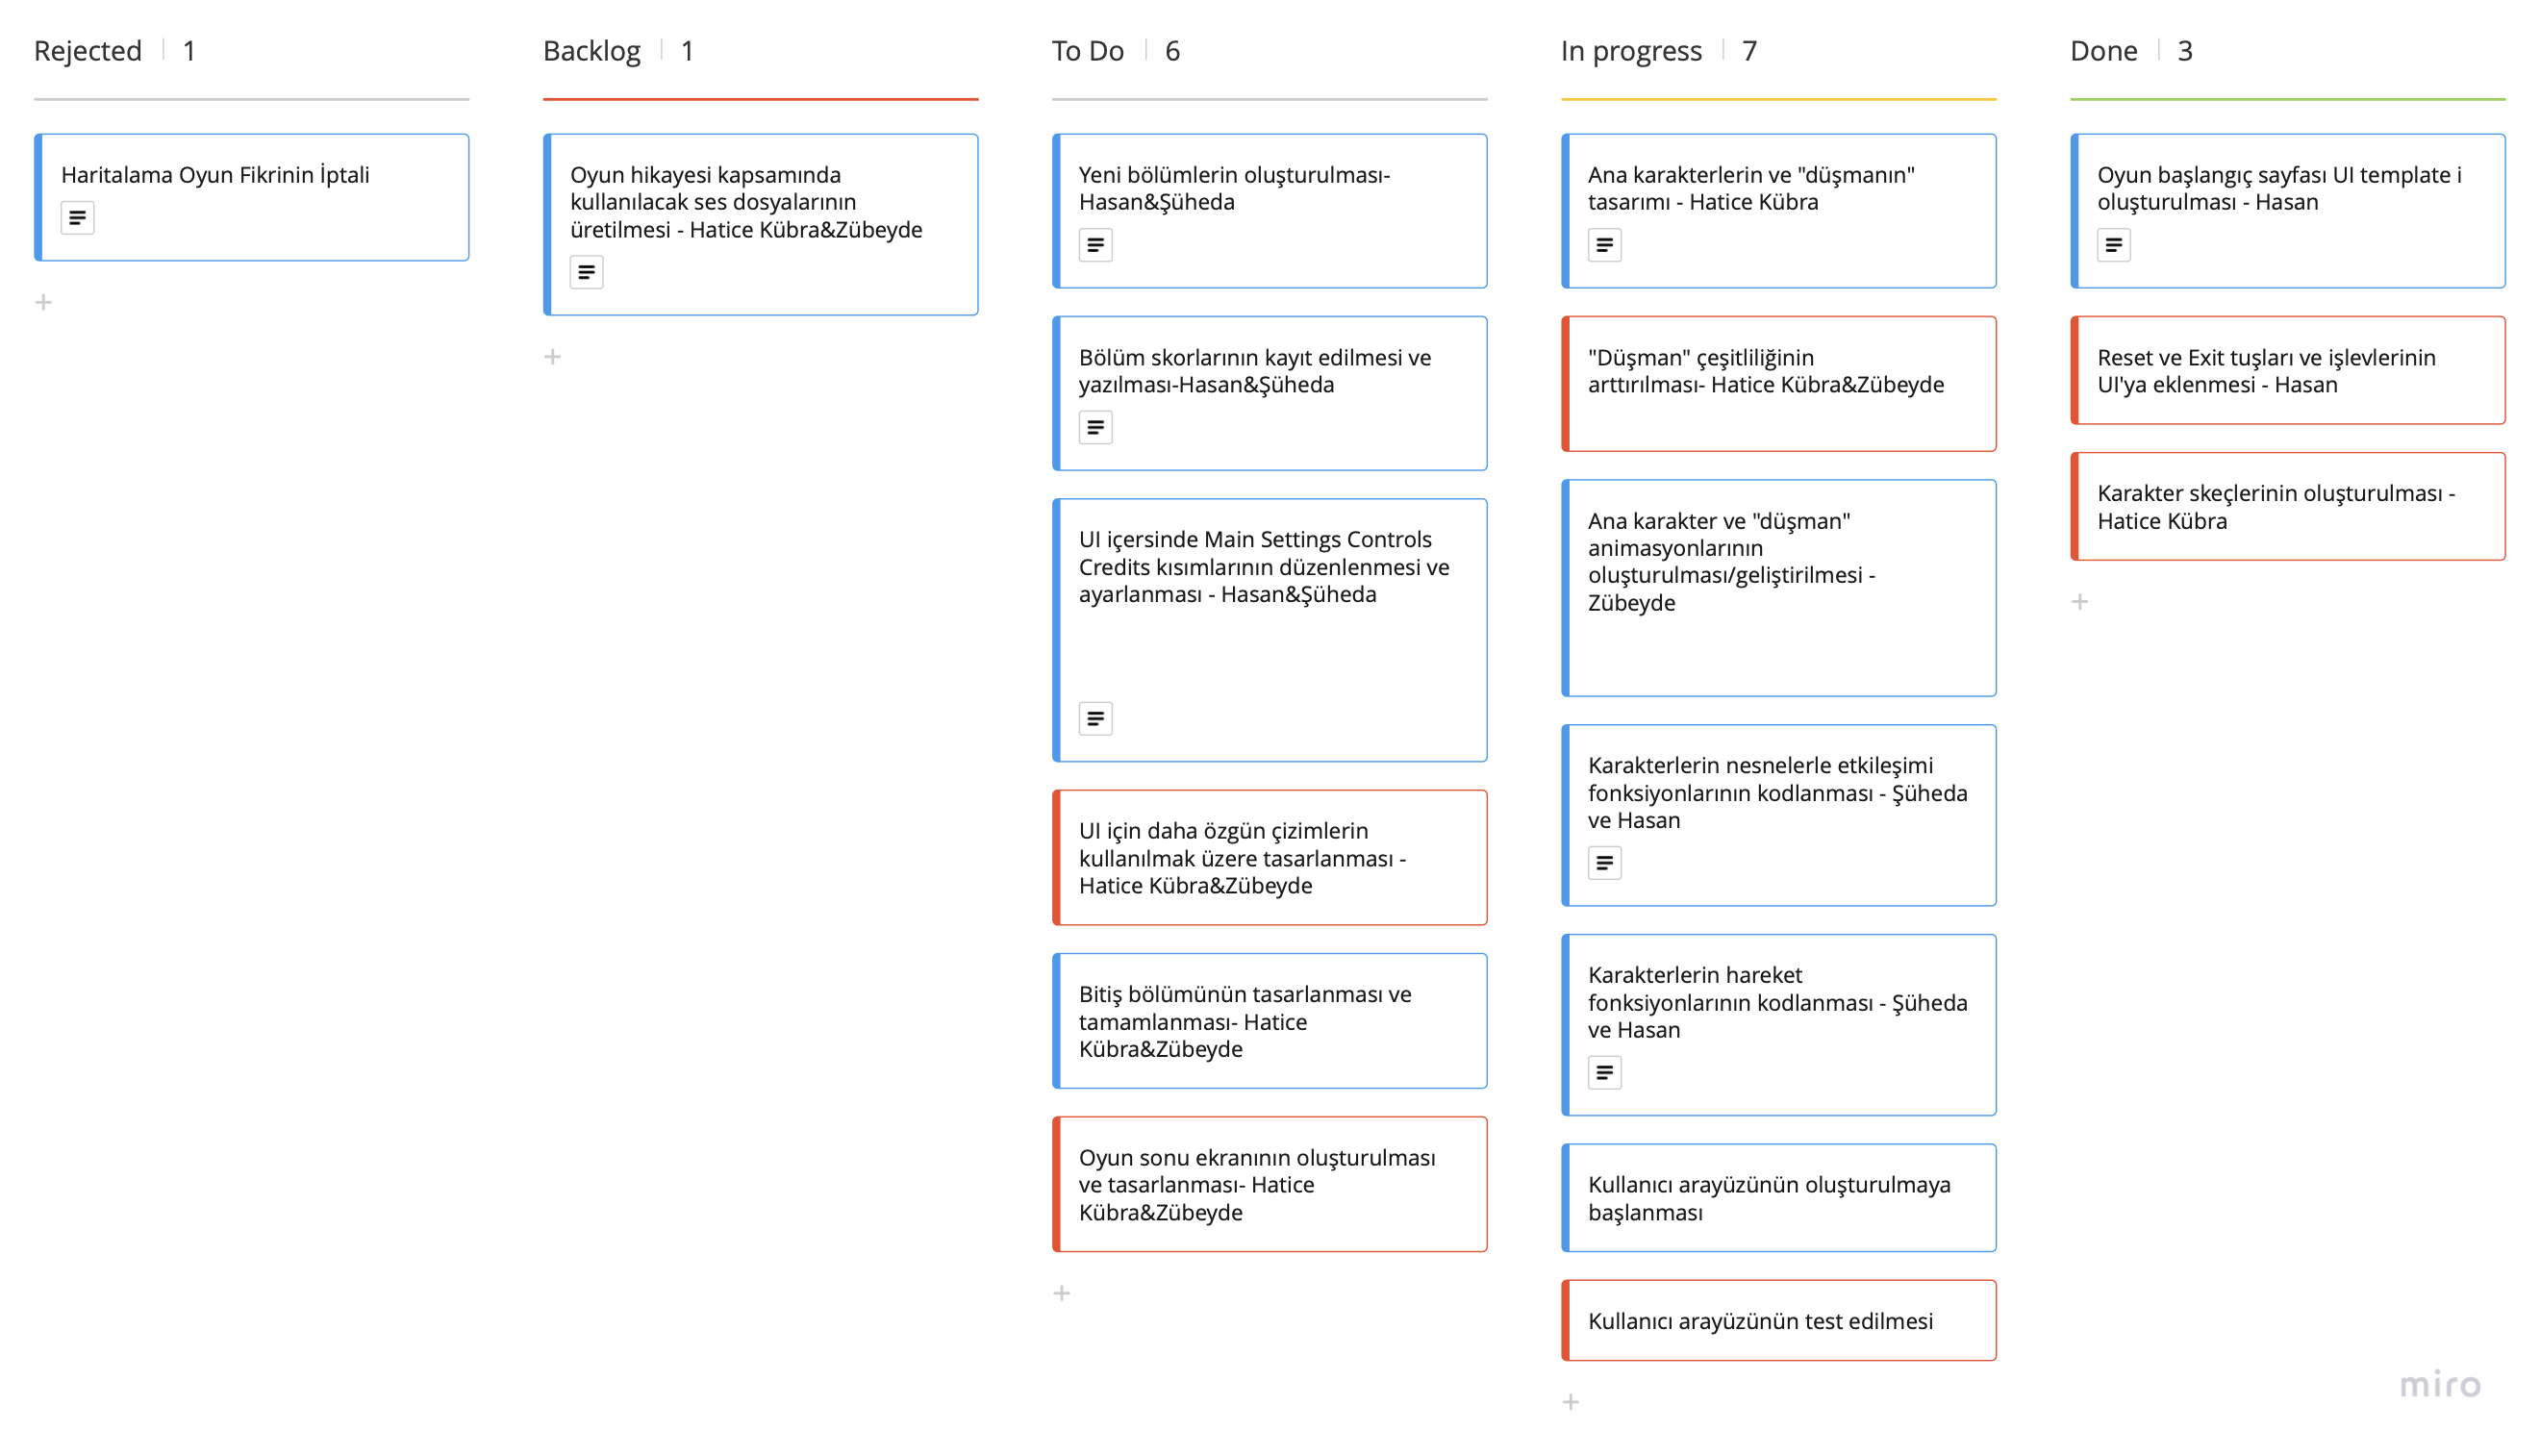 Rejected 1
Haritalama Oyun Fikrinin İptali
+
Backlog 1
Oyun hikayesi kapsamında
kullanılacak ses dosyalarının
üretilmesi - Hatice Kübra&Zübeyde
+
To Do 6
Yeni bölümlerin oluşturulması-
Hasan&Şüheda
Bölüm skorlarının kayıt edilmesi ve
yazılması-Hasan&Şüheda
UI içersinde Main Settings Controls
Credits kısımlarının düzenlenmesi ve
ayarlanması - Hasan&Şüheda
UI için daha özgün çizimlerin
kullanılmak üzere tasarlanması -
Hatice Kübra&Zübeyde
Bitiş bölümünün tasarlanması ve
tamamlanması- Hatice
Kübra&Zübeyde
Oyun sonu ekranının oluşturulması
ve tasarlanması- Hatice
Kübra&Zübeyde
+
In progress 7
Ana karakterlerin ve "düşmanın"
tasarımı - Hatice Kübra
"Düşman" çeşitliliğinin
arttırılması- Hatice Kübra&Zübeyde
Ana karakter ve "düşman"
animasyonlarının
oluşturulması/geliştirilmesi -
Zübeyde
Karakterlerin nesnelerle etkileşimi
fonksiyonlarının kodlanması - Şüheda
ve Hasan
Karakterlerin hareket
fonksiyonlarının kodlanması - Şüheda
ve Hasan
Kullanıcı arayüzünün oluşturulmaya
başlanması
Kullanıcı arayüzünün test edilmesi
+
Done 3
Oyun başlangıç sayfası UI template i
oluşturulması - Hasan
Reset ve Exit tuşları ve işlevlerinin
UI'ya eklenmesi - Hasan
Karakter skeçlerinin oluşturulması -
Hatice Kübra
+
miro